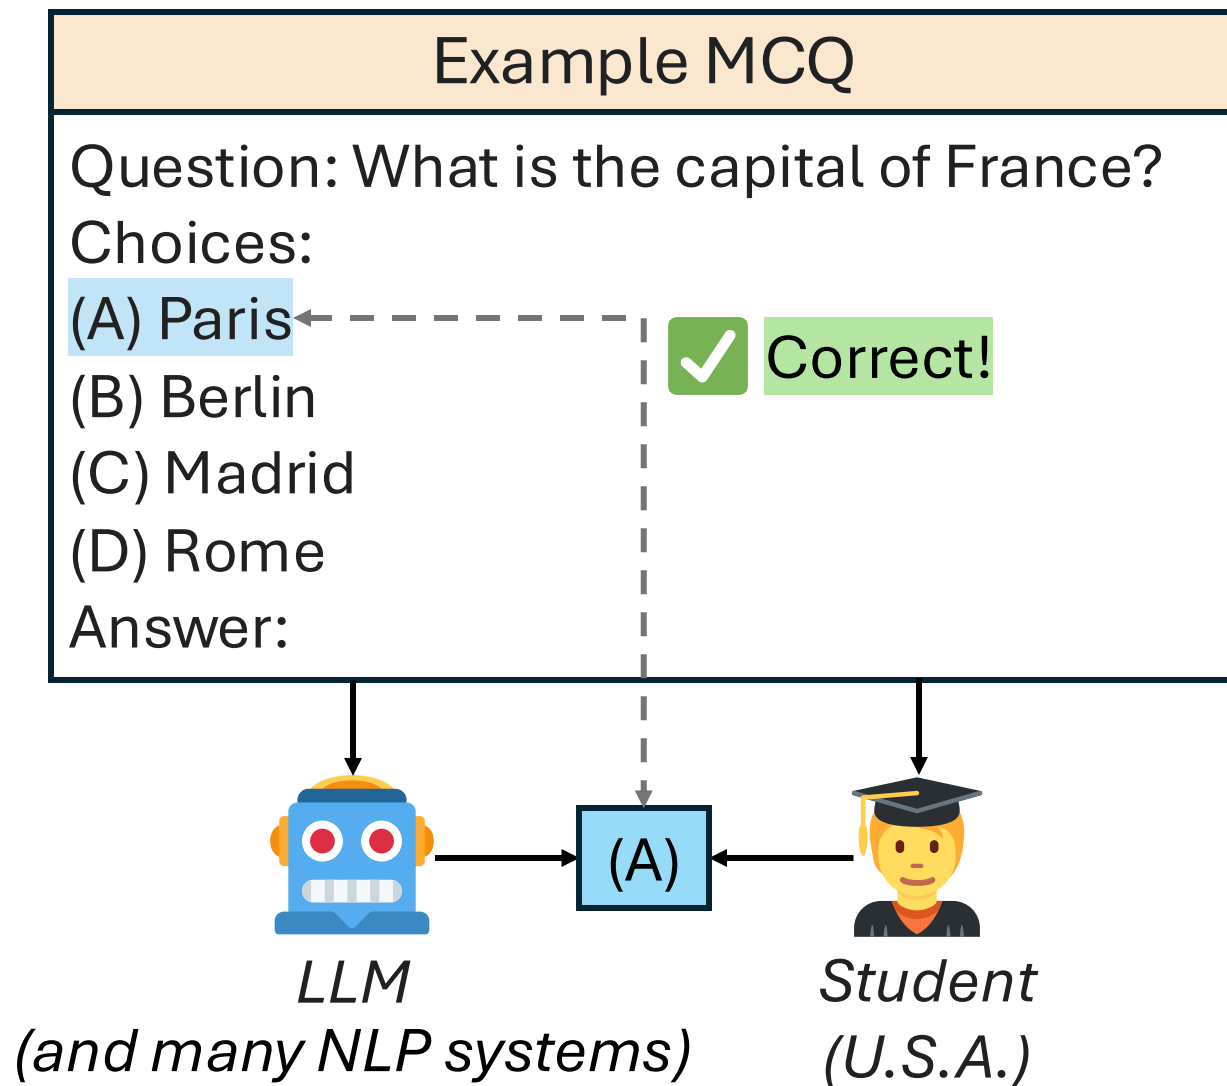 Example MCQ
Question: What is the capital of France?
Choices:
(A) Paris
Correct!
(B) Berlin
(C) Madrid
(D) Rome
Answer:
(A)
LLM
(and many NLP systems)
Student
(U.S.A.)